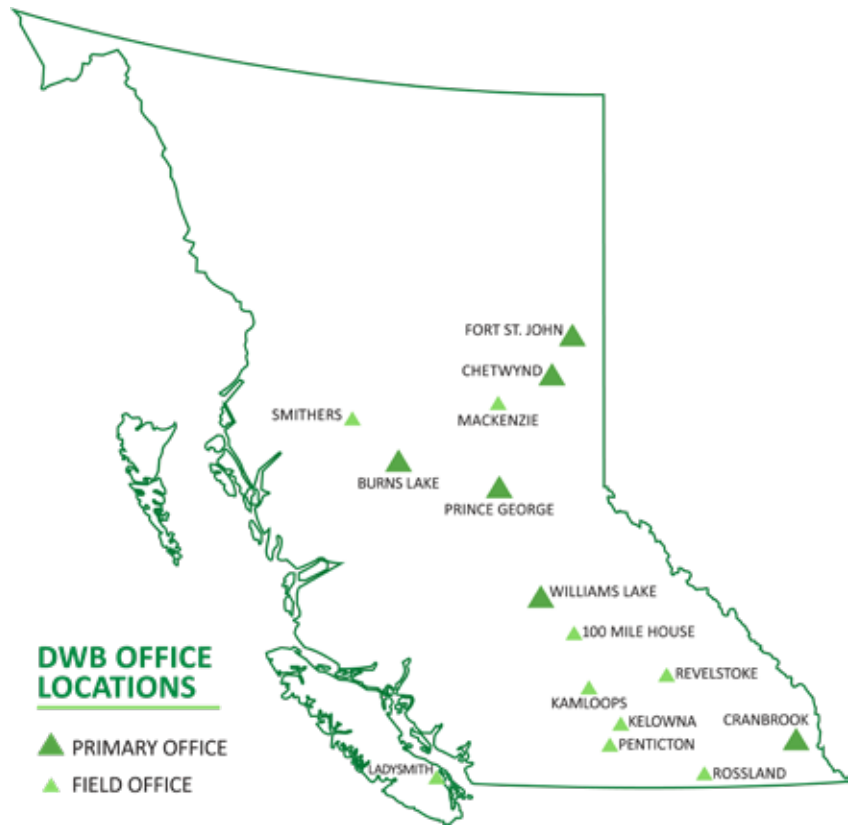 FORT ST. JOHN
CHETWYND
SMITHERS
MACKENZIE
BURNS LAKE
PRINCE GEORGE
WILLIAMS LAKE
100 MILE HOUSE
REVELSTOKE
KAMLOOPS
KELOWNA
CRANBROOK
PENTICTON
LADYSMITH
ROSSLAND
DWB OFFICE
LOCATIONS
PRIMARY OFFICE
FIELD OFFICE